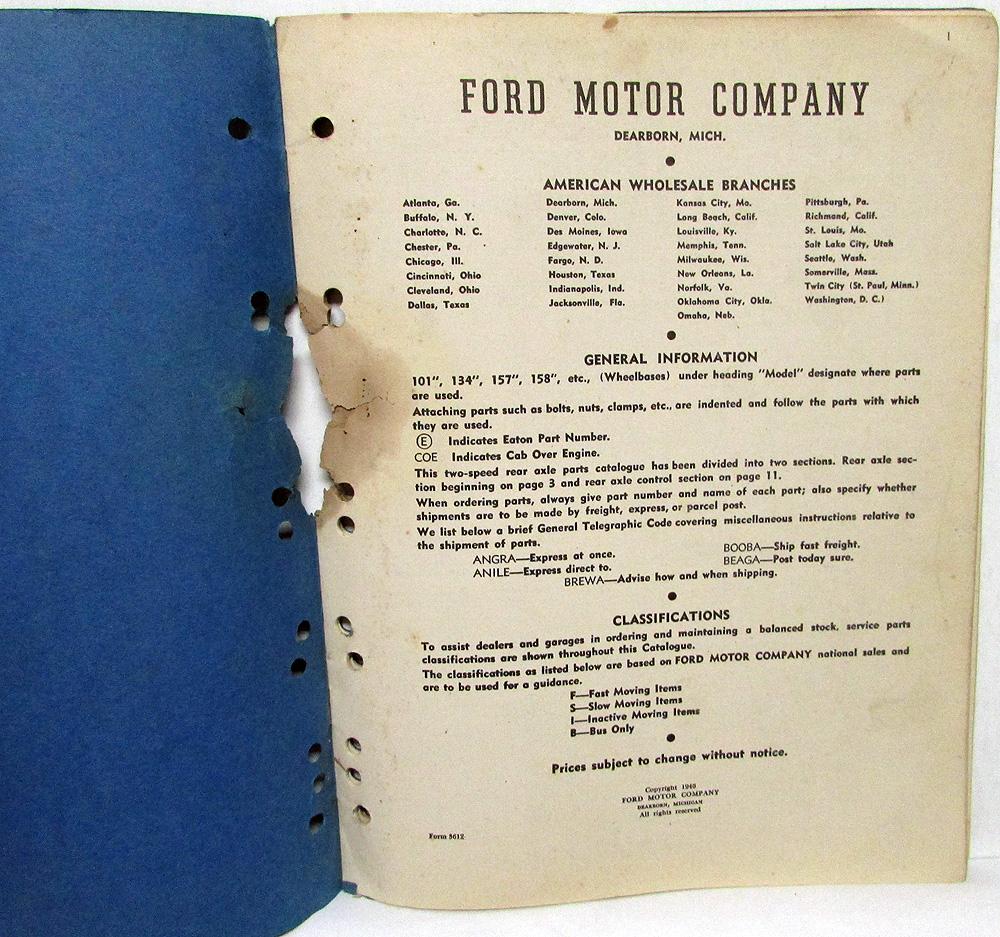 1
FORD MOTOR COMPANY
DEARBORN, MICH.
AMERICAN WHOLESALE BRANCHES
Atlanta, Ga.
Buffalo, N. Y.
Charlotte, N. C.
Chester, Pa.
Chicago, Ill.
Cincinnati, Ohio
Cleveland, Ohio
Dallas, Texas
Dearborn, Mich.
Denver, Colo.
Des Moines, Iowa
Edgewater, N. J.
Fargo, N. D.
Houston, Texas
Indianapolis, Ind.
Jacksonville, Fla.
Kansas City, Mo.
Long Beach, Calif.
Louisville, Ky.
Memphis, Tenn.
Milwaukee, Wis.
New Orleans, La.
Norfolk, Va.
Oklahoma City, Okla.
Omaha, Neb.
Pittsburgh, Pa.
Richmond, Calif.
St. Louis, Mo.
Salt Lake City, Utah
Seattle, Wash.
Somerville, Mass.
Twin City (St. Paul, Minn.)
Washington, D. C.)
GENERAL INFORMATION
101", 134", 157", 158", etc., (Wheelbases) under heading "Model" designate where parts
are used.
Attaching parts such as bolts, nuts, clamps, etc., are indented and follow the parts with which
they are used.
Ⓔ Indicates Eaton Part Number.
COE Indicates Cab Over Engine.
This two-speed rear axle parts catalogue has been divided into two sections. Rear axle sec-
tion beginning on page 3 and rear axle control section on page 11.
When ordering parts, always give part number and name of each part; also specify whether
shipments are to be made by freight, express, or parcel post.
We list below a brief General Telegraphic Code covering miscellaneous instructions relative to
the shipment of parts.
ANGRA—Express at once.
ANILE—Express direct to.
BOOBA—Ship fast freight.
BEAGA—Post today sure.
BREWA—Advise how and when shipping.
CLASSIFICATIONS
To assist dealers and garages in ordering and maintaining a balanced stock, service parts
classifications are shown throughout this Catalogue.
The classifications as listed below are based on FORD MOTOR COMPANY national sales and
are to be used for a guidance.
F—Fast Moving Items
S—Slow Moving Items
I—Inactive Moving Items
B—Bus Only
Prices subject to change without notice.
Copyright 1940
FORD MOTOR COMPANY
DEARBORN, MICHIGAN
All rights reserved
Form 3612